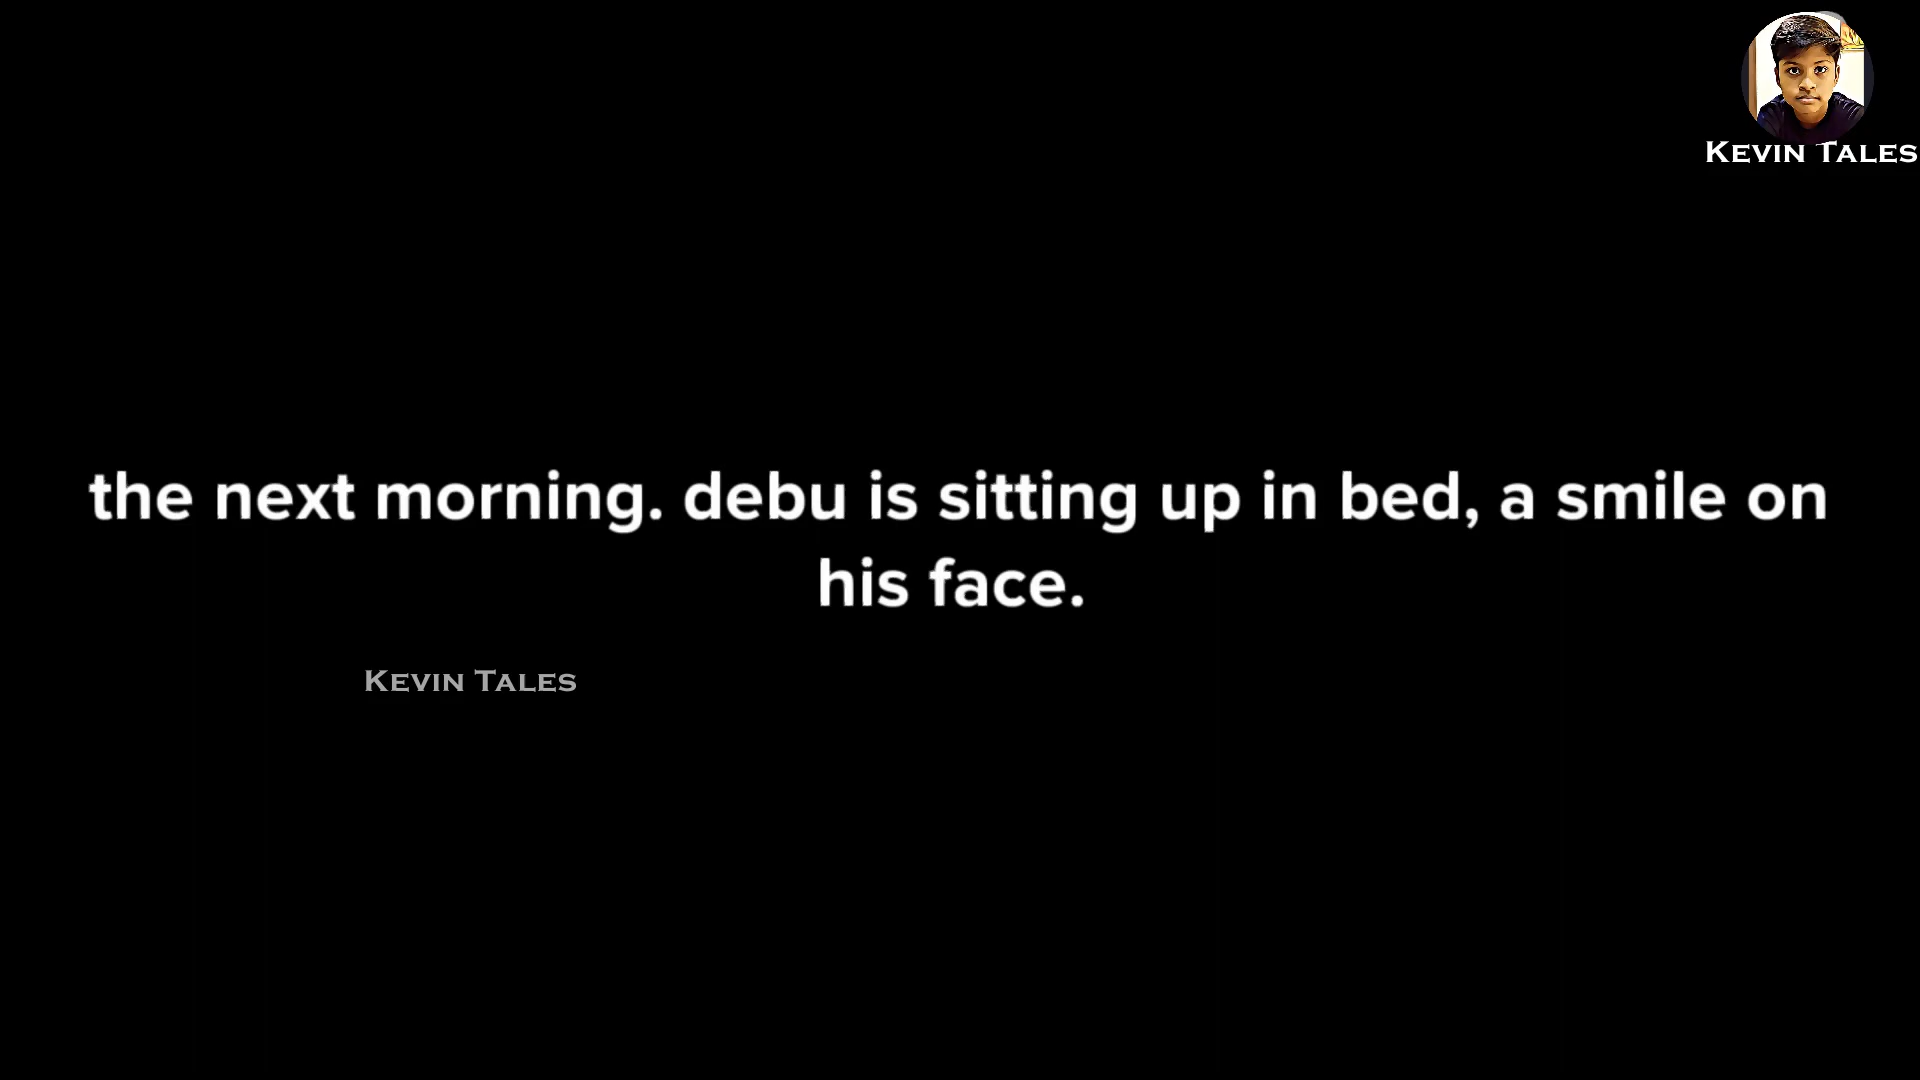 KEVIN TALES
the next morning. debu is sitting up in bed, a smile on
his face.
KEVIN TALES